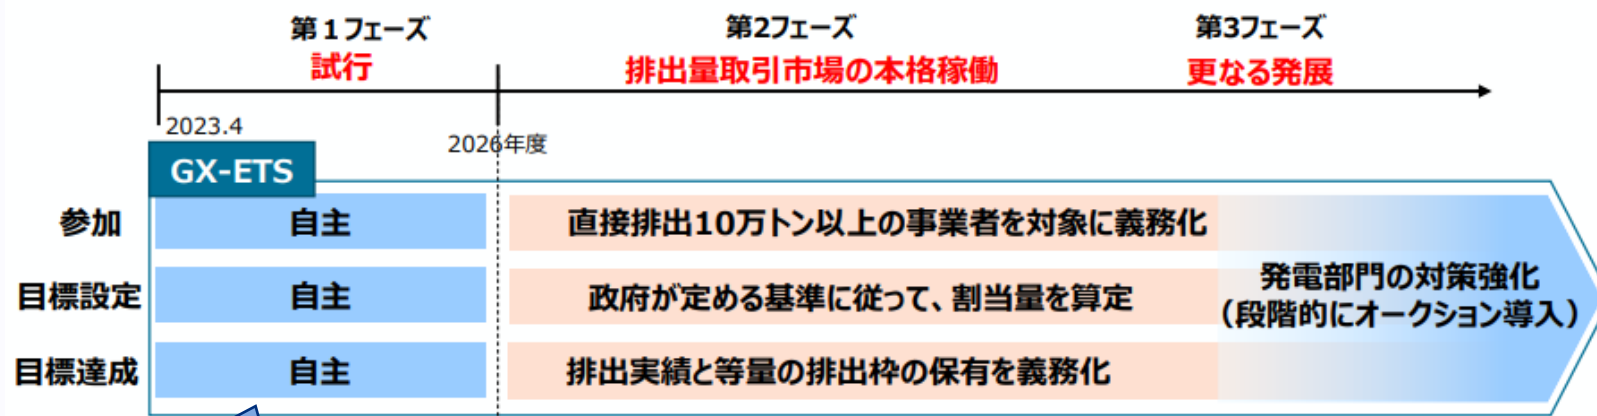 第1フェーズ
試行
第2フェーズ
排出量取引市場の本格稼働
第3フェーズ
更なる発展
2023.4
2026年度
GX-ETS
参加
自主
直接排出10万トン以上の事業者を対象に義務化
目標設定
自主
政府が定める基準に従って、割当量を算定
発電部門の対策強化
（段階的にオークション導入）
目標達成
自主
排出実績と等量の排出枠の保有を義務化